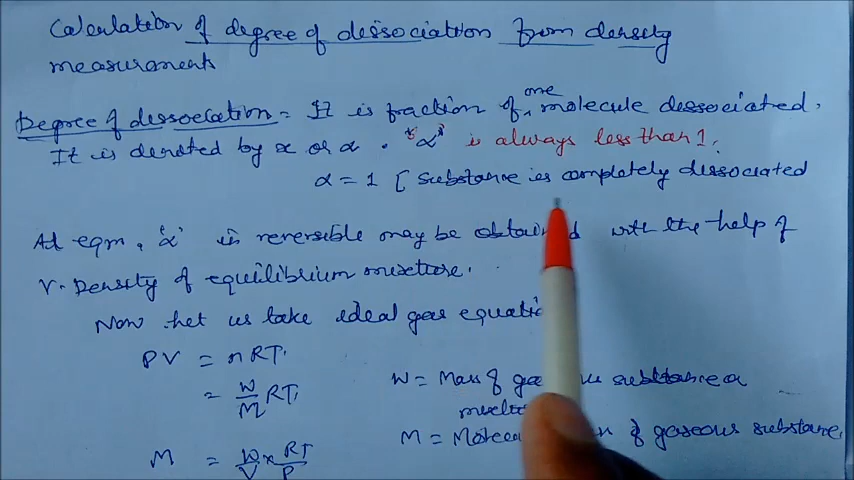 Calculation of degree of dissociation from density
measurements
Degree of dissociation = It is fraction of one molecule dissociated.
It is denoted by x or α. "α" is always less than 1.
α = 1 [ substance is completely dissociated
At eqm, 'α' in reversible may be obtained with the help of
V. Density of equilibrium mixture.
Now Let us take ideal gas equation
PV = nRT.
= W/M RT.
W = Mass of gaseous substance or
M = W/V × RT/P
M = of gaseous substance.